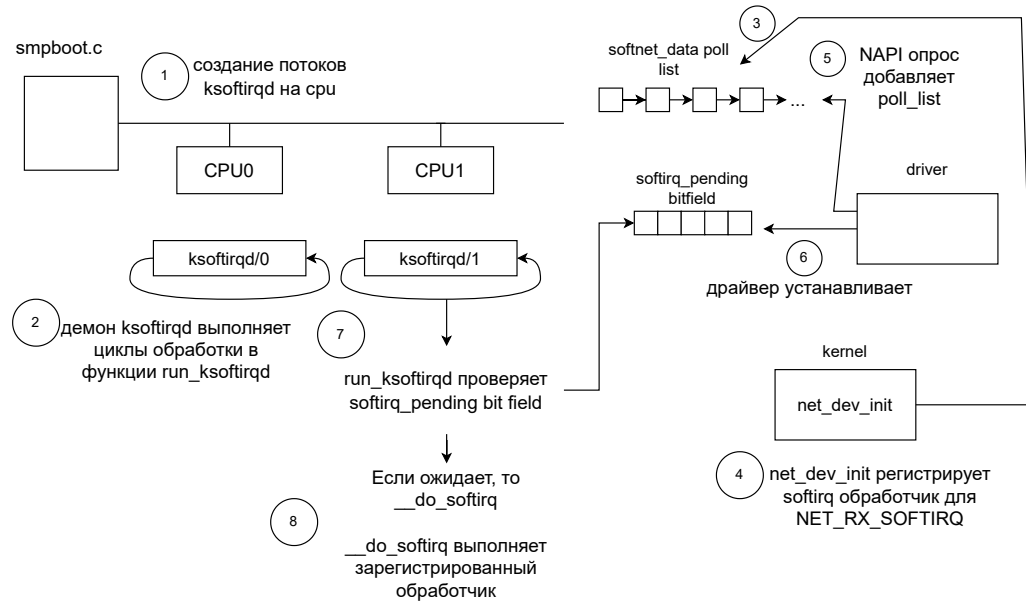 smpboot.c
1
создание потоков
ksoftirqd на cpu
CPU0
CPU1
ksoftirqd/0
ksoftirqd/1
2
демон ksoftirqd выполняет
циклы обработки в
функции run_ksoftirqd
7
run_ksoftirqd проверяет
softirq_pending bit field
Если ожидает, то
__do_softirq
8
__do_softirq выполняет
зарегистрированный
обработчик
3
softnet_data poll
list
...
5
NAPI опрос
добавляет
poll_list
softirq_pending
bitfield
driver
6
драйвер устанавливает
kernel
net_dev_init
4
net_dev_init регистрирует
softirq обработчик для
NET_RX_SOFTIRQ